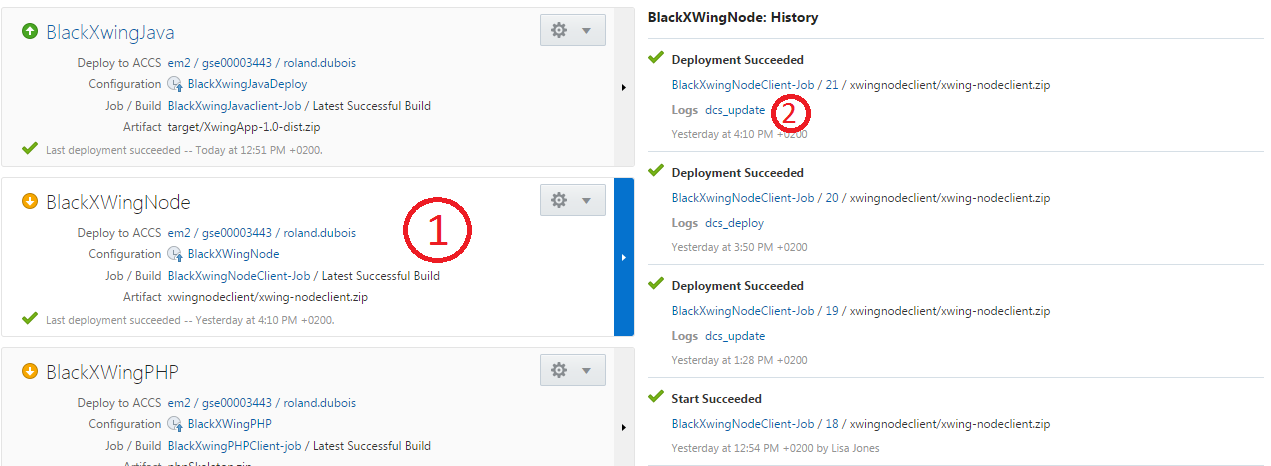 BlackXwingJava
Deploy to ACCS em2 / gse00003443 / roland.dubois
Configuration BlackXwingJavaDeploy
Job / Build BlackXwingJavaclient-Job / Latest Successful Build
Artifact target/XwingApp-1.0-dist.zip
Last deployment succeeded -- Today at 12:51 PM +0200.
BlackXWingNode
1
Deploy to ACCS em2 / gse00003443 / roland.dubois
Configuration BlackXWingNode
Job / Build BlackXwingNodeClient-Job / Latest Successful Build
Artifact xwingnodeclient/xwing-nodeclient.zip
Last deployment succeeded -- Yesterday at 4:10 PM +0200.
BlackXWingPHP
Deploy to ACCS em2 / gse00003443 / roland.dubois
Configuration BlackXWingPHP
Job / Build BlackXwingPHPClient-job / Latest Successful Build
Artifact phpSkeleton.zip
BlackXWingNode: History
Deployment Succeeded
BlackXwingNodeClient-Job / 21 / xwingnodeclient/xwing-nodeclient.zip
Logs dcs_update 2
Yesterday at 4:10 PM +0200
Deployment Succeeded
BlackXwingNodeClient-Job / 20 / xwingnodeclient/xwing-nodeclient.zip
Logs dcs_deploy
Yesterday at 3:50 PM +0200
Deployment Succeeded
BlackXwingNodeClient-Job / 19 / xwingnodeclient/xwing-nodeclient.zip
Logs dcs_update
Yesterday at 1:28 PM +0200
Start Succeeded
BlackXwingNodeClient-Job / 18 / xwingnodeclient/xwing-nodeclient.zip
Yesterday at 12:54 PM +0200 by Lisa Jones